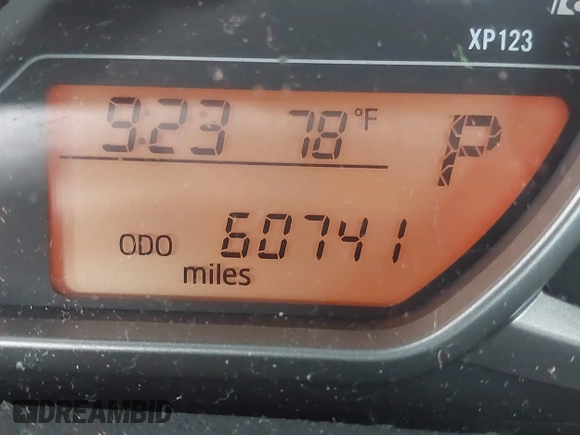 XP123
9:23 78°F P
ODO 60741
miles
DREAMBID